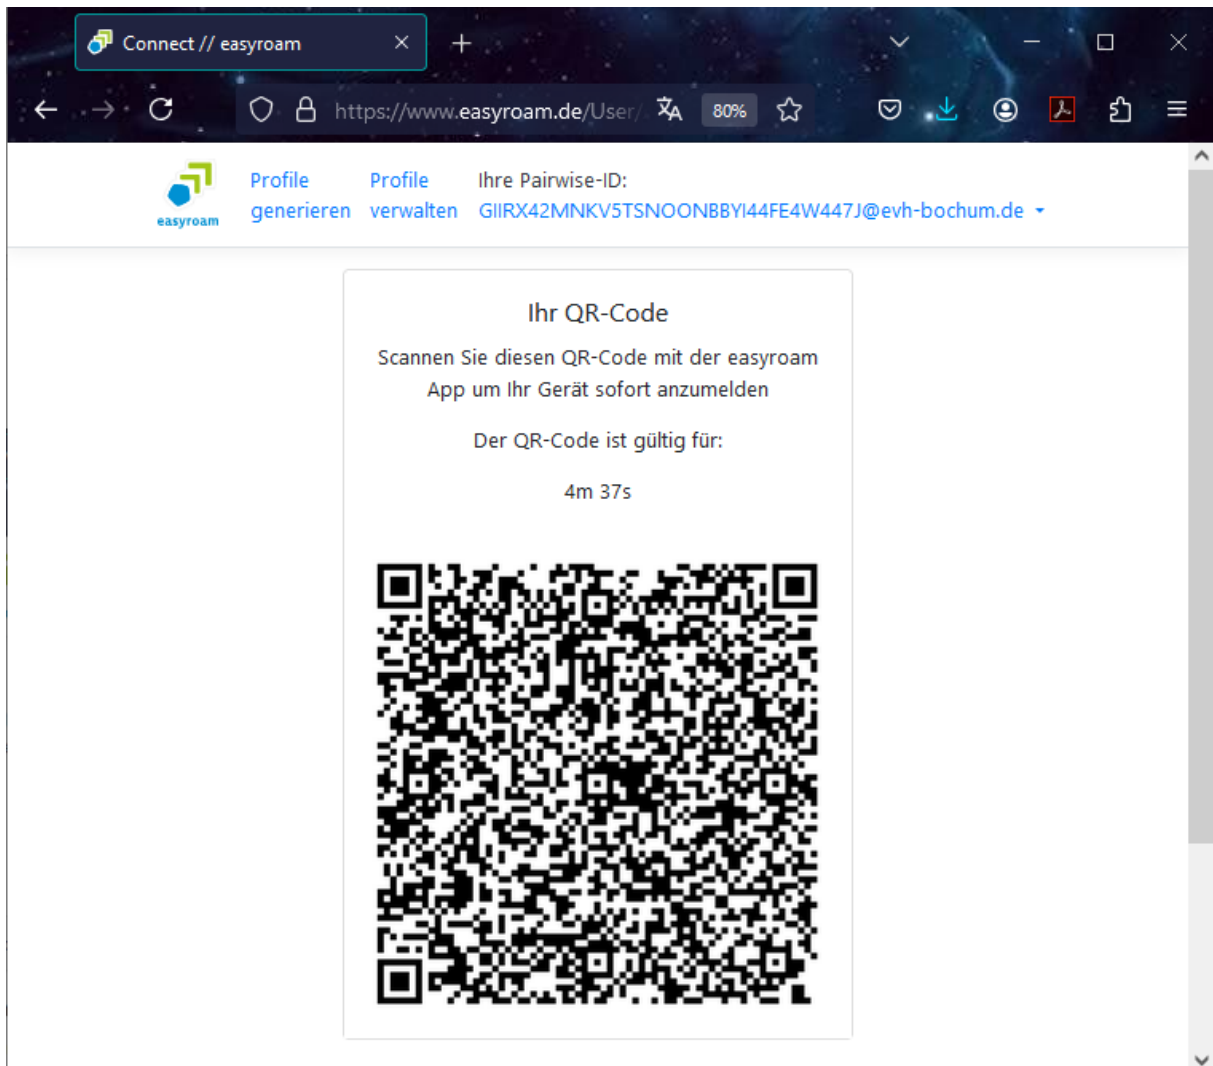 Connect // easyroam
https://www.easyroam.de/User/
80%
easyroam
Profile generieren
Profile verwalten
Ihre Pairwise-ID:
GIIRX42MNKV5TSNOONBBYI44FE4W447J@evh-bochum.de
Ihr QR-Code
Scannen Sie diesen QR-Code mit der easyroam
App um Ihr Gerät sofort anzumelden
Der QR-Code ist gültig für:
4m 37s